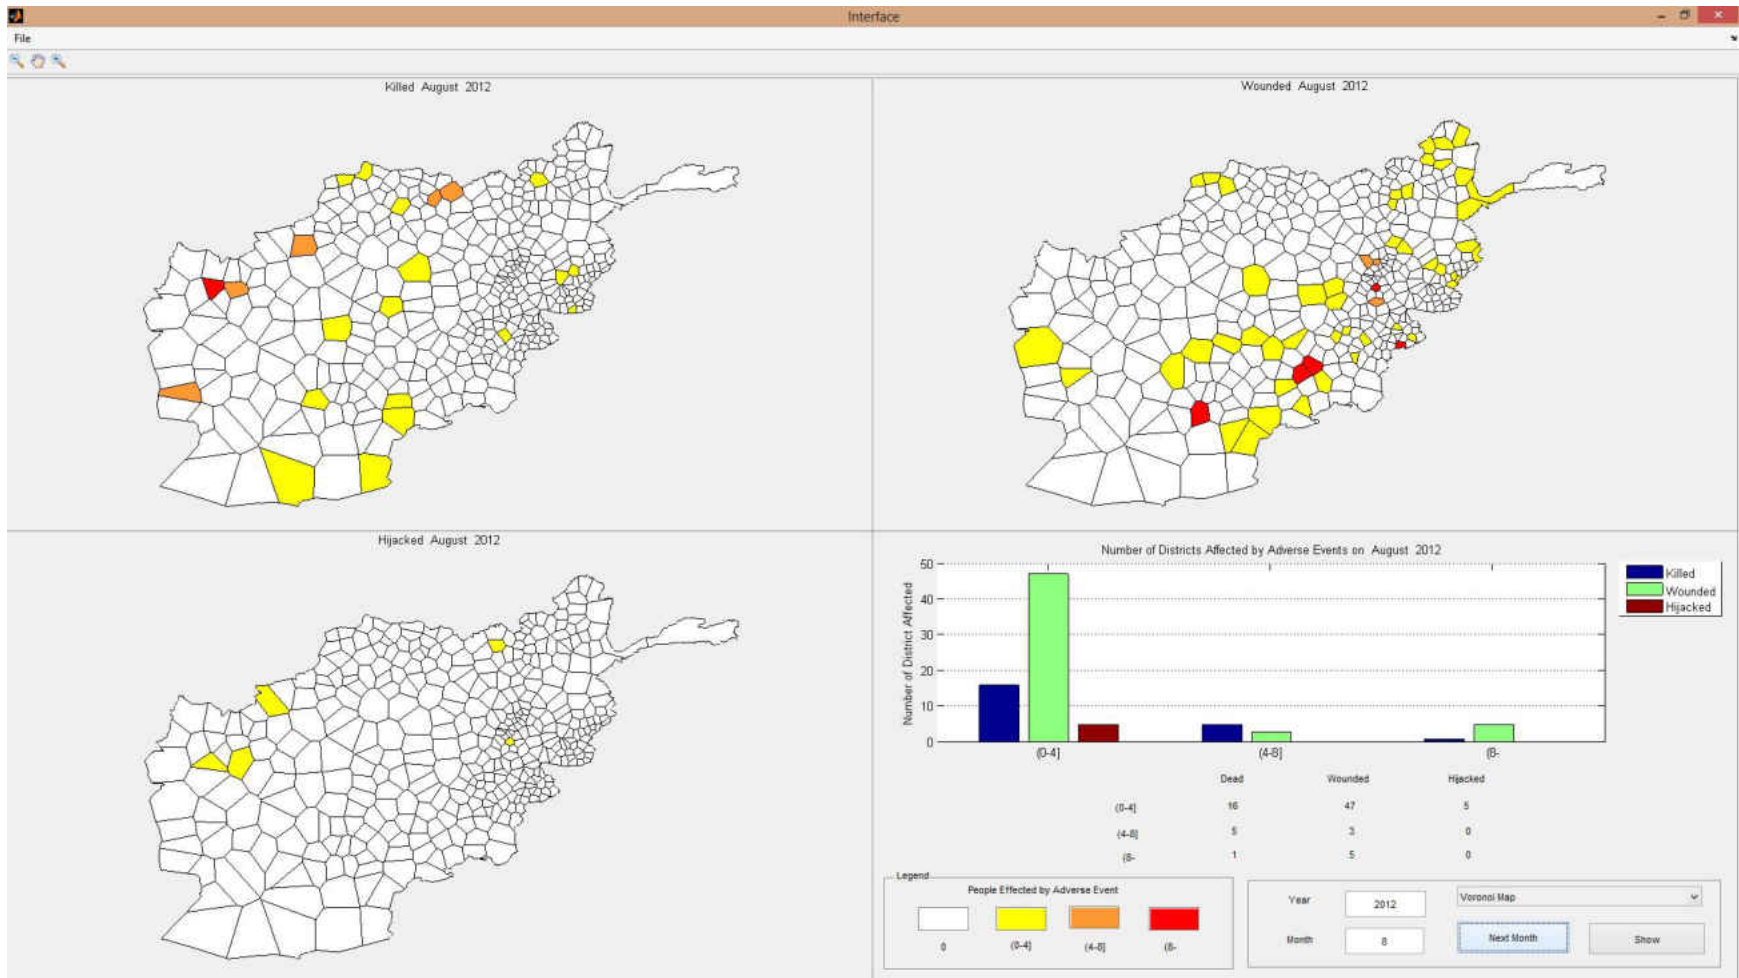 Interface
File
Killed August 2012
Wounded August 2012
Hijacked August 2012
Number of Districts Affected by Adverse Events on August 2012
Number of District Affected
50
40
30
20
10
0
(0-4]
(4-8]
(8-
Killed
Wounded
Hijacked
Dead Wounded Hijacked
(0-4] 16 47 5
(4-8] 5 3 0
(8- 1 5 0
Legend
People Effected by Adverse Event
0 (0-4] (4-8] (8-
Year 2012 Voronoi Map
Month 8 Next Month Show